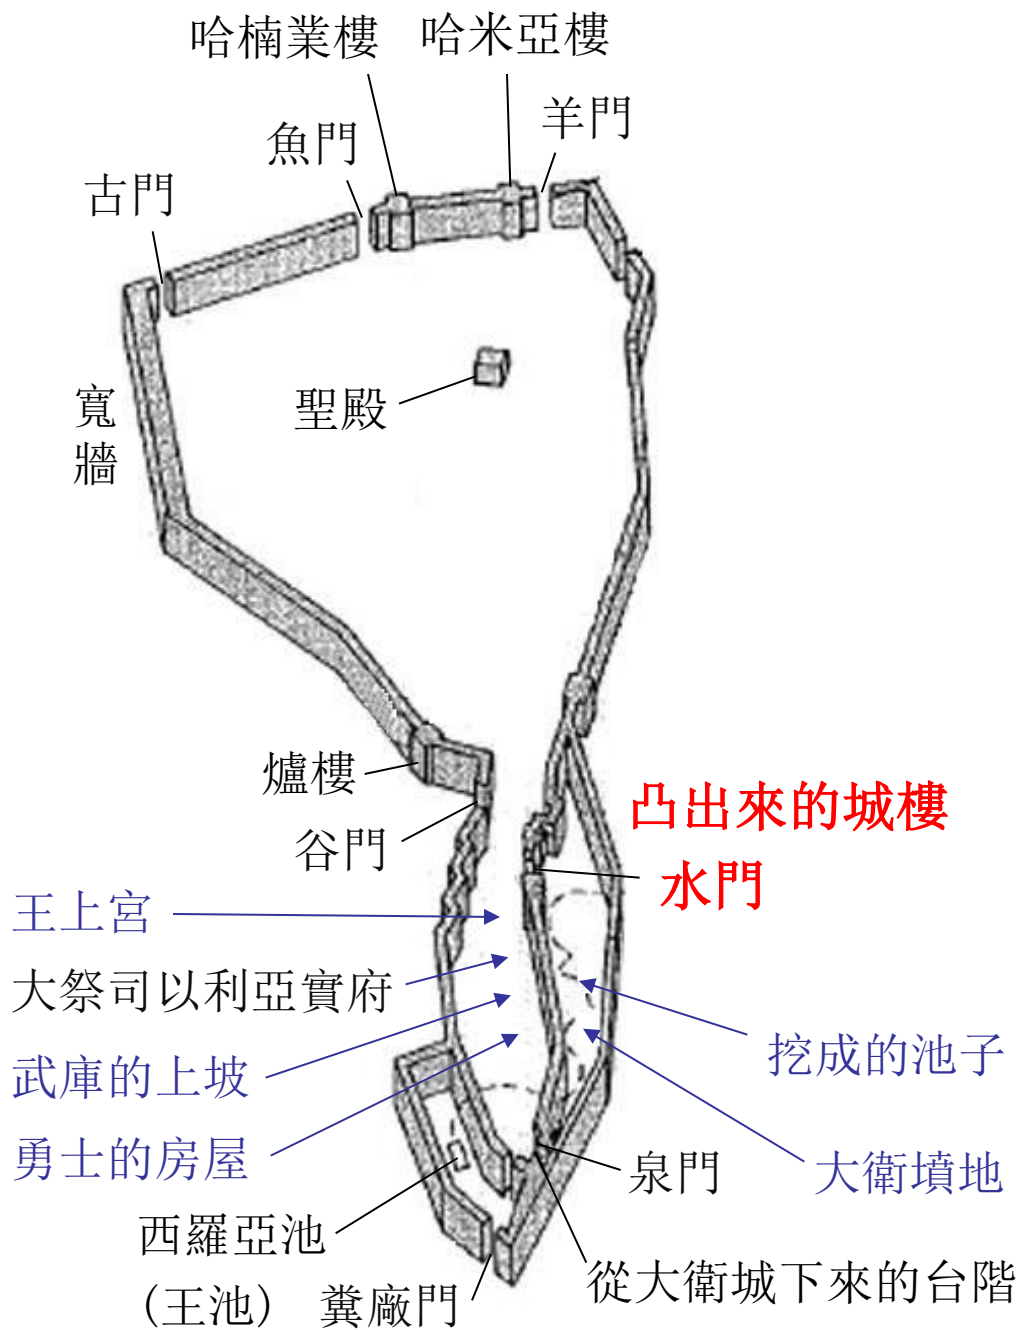 哈楠業樓
哈米亞樓
羊門
魚門
古門
寬
牆
聖殿
爐樓
凸出來的城樓
谷門
水門
王上宮
大祭司以利亞實府
挖成的池子
武庫的上坡
勇士的房屋
泉門
大衛墳地
西羅亞池
(王池)
糞廠門
從大衛城下來的台階